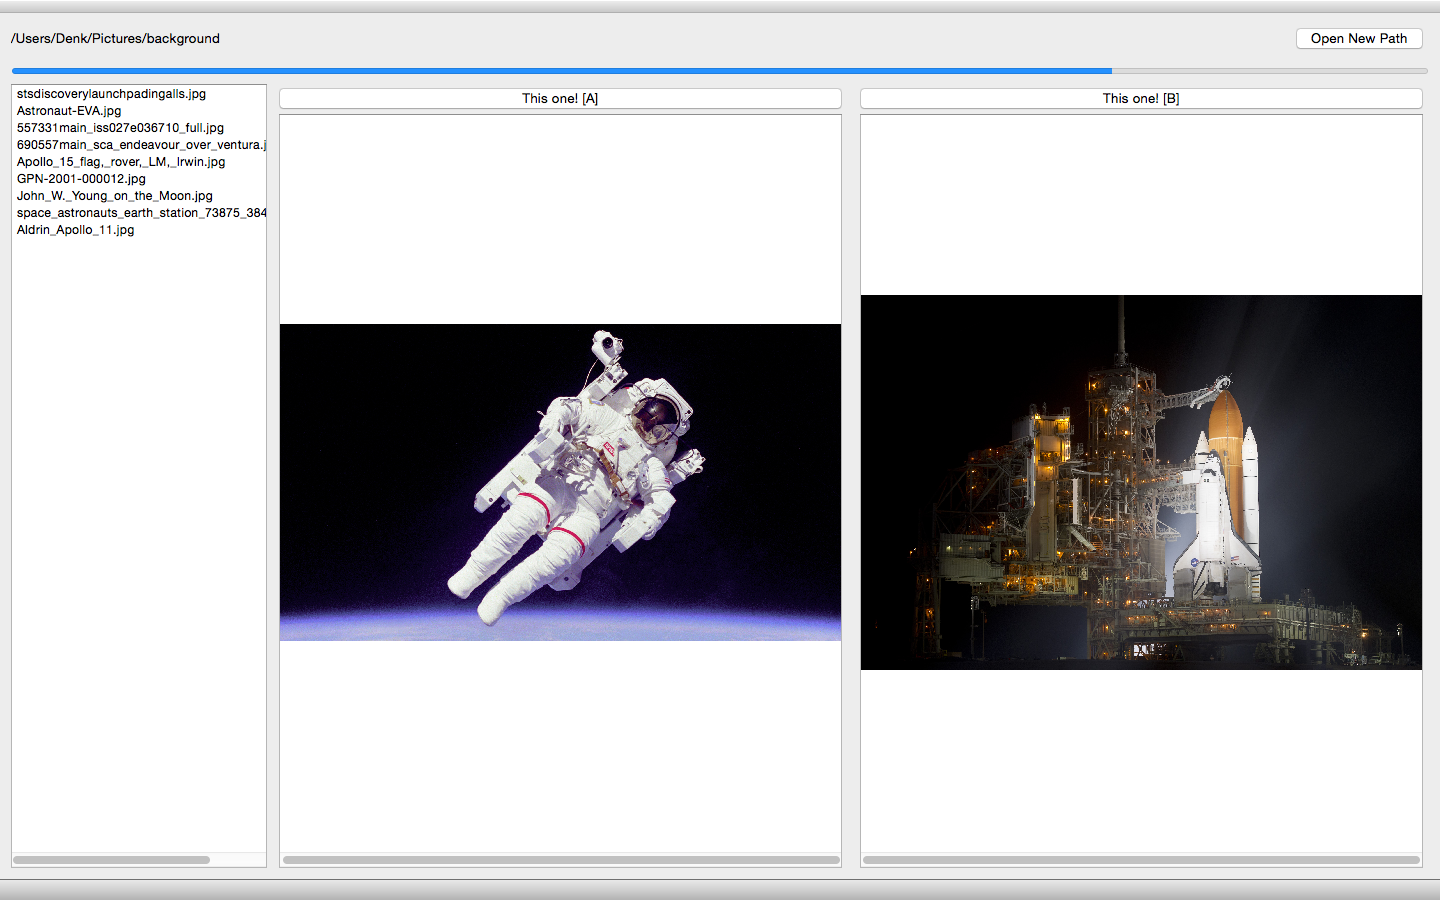 /Users/Denk/Pictures/background
Open New Path
stsdiscoverylaunchpadingalls.jpg
Astronaut-EVA.jpg
557331main_iss027e036710_full.jpg
690557main_sca_endeavour_over_ventura.j
Apollo_15_flag,_rover,_LM,_Irwin.jpg
GPN-2001-000012.jpg
John_W._Young_on_the_Moon.jpg
space_astronauts_earth_station_73875_384
Aldrin_Apollo_11.jpg
This one! [A]
This one! [B]